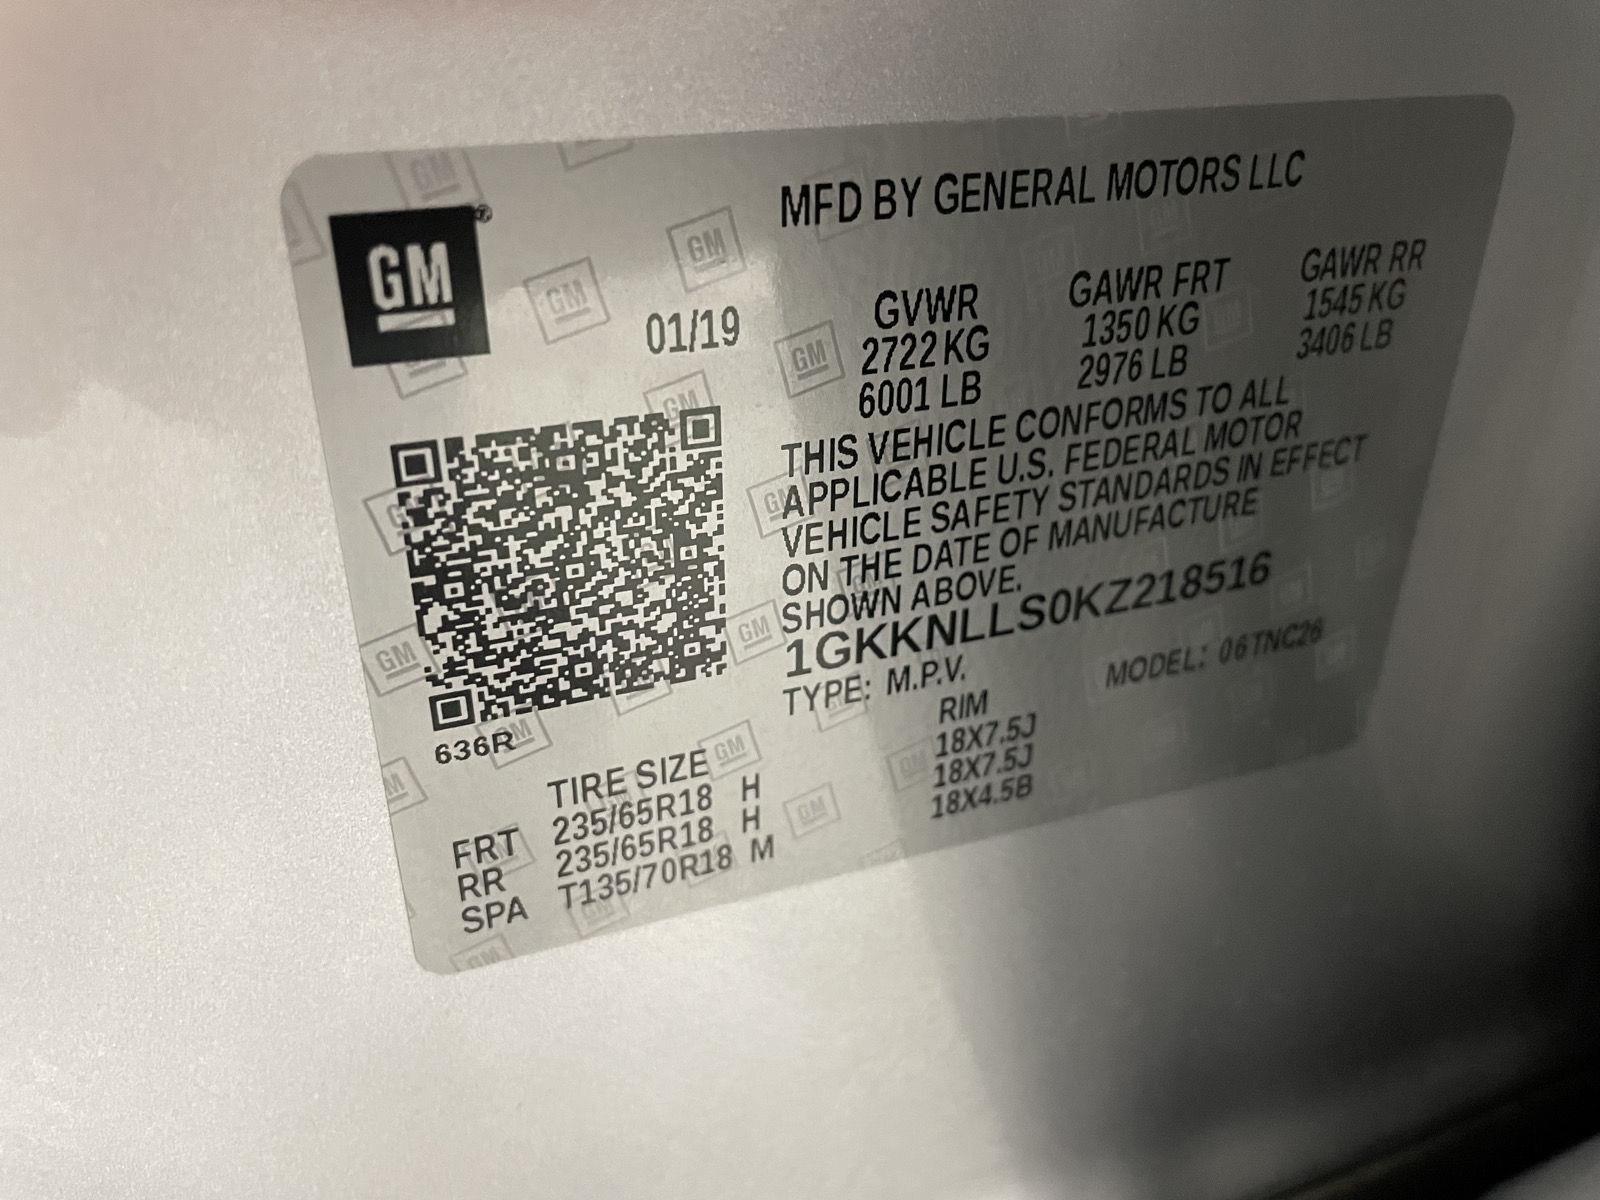 GM
®
MFD BY GENERAL MOTORS LLC
01/19
GVWR GAWR FRT GAWR RR
2722 KG 1350 KG 1545 KG
6001 LB 2976 LB 3406 LB
THIS VEHICLE CONFORMS TO ALL
APPLICABLE U.S. FEDERAL MOTOR
VEHICLE SAFETY STANDARDS IN EFFECT
ON THE DATE OF MANUFACTURE
SHOWN ABOVE.
1GKKNLLS0KZ218516
TYPE: M.P.V. MODEL: 06TNC26
636R
TIRE SIZE RIM
FRT 235/65R18 H 18X7.5J
RR 235/65R18 H 18X7.5J
SPA T135/70R18 M 18X4.5B